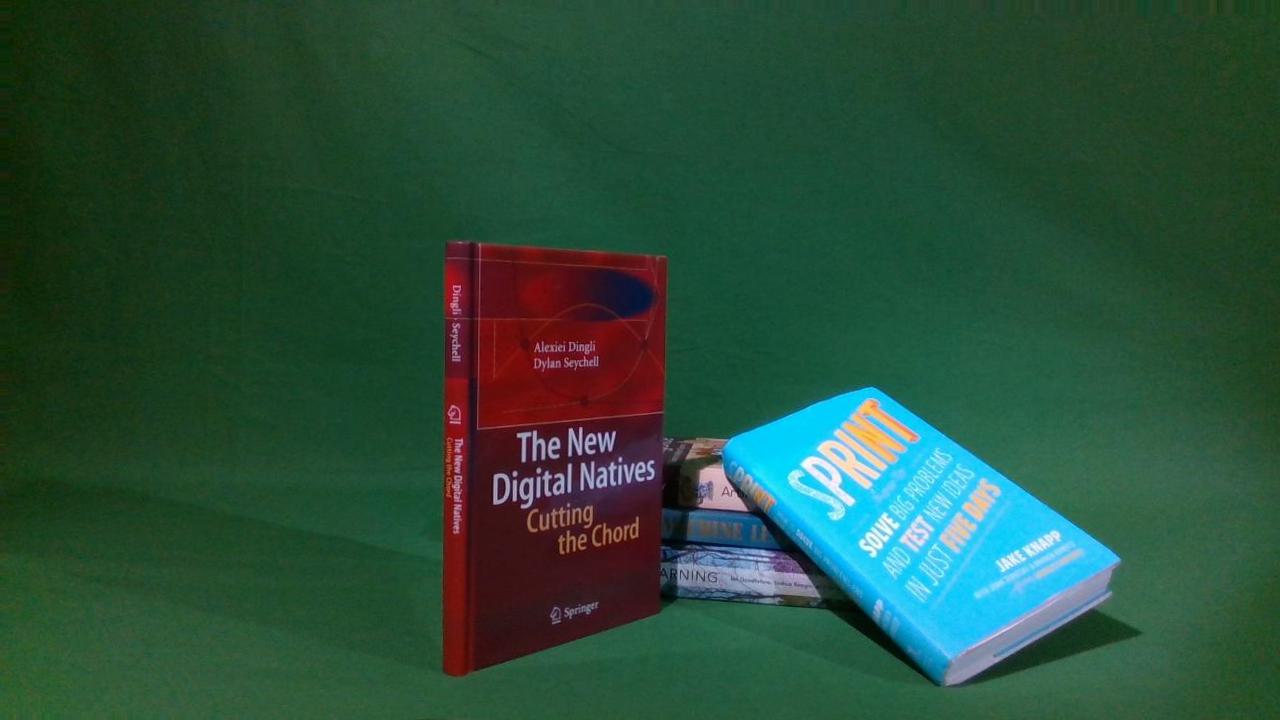 Dingli · Seychell
The New Digital Natives
Cutting the Chord
Alexiei Dingli
Dylan Seychell
The New
Digital Natives
Cutting
the Chord
Springer
ARNING
SPRINT
SPRINT
SOLVE BIG PROBLEMS
AND TEST NEW IDEAS
IN JUST FIVE DAYS
JAKE KNAPP